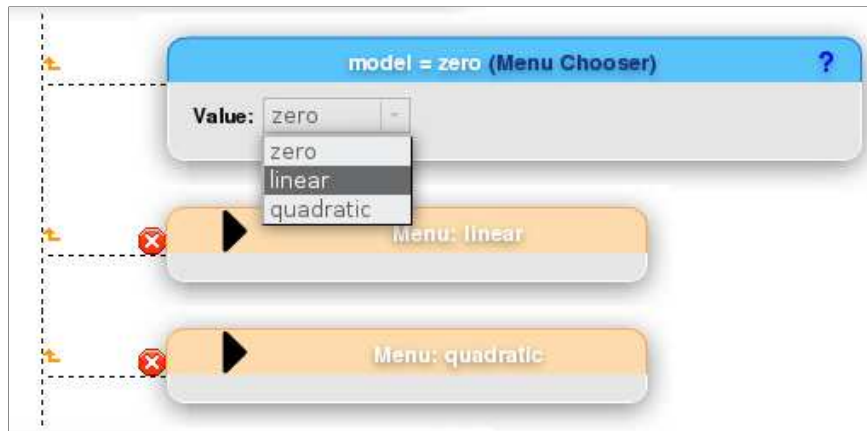 model = zero (Menu Chooser) ?
Value: zero
zero
linear
quadratic
Menu: linear
Menu: quadratic